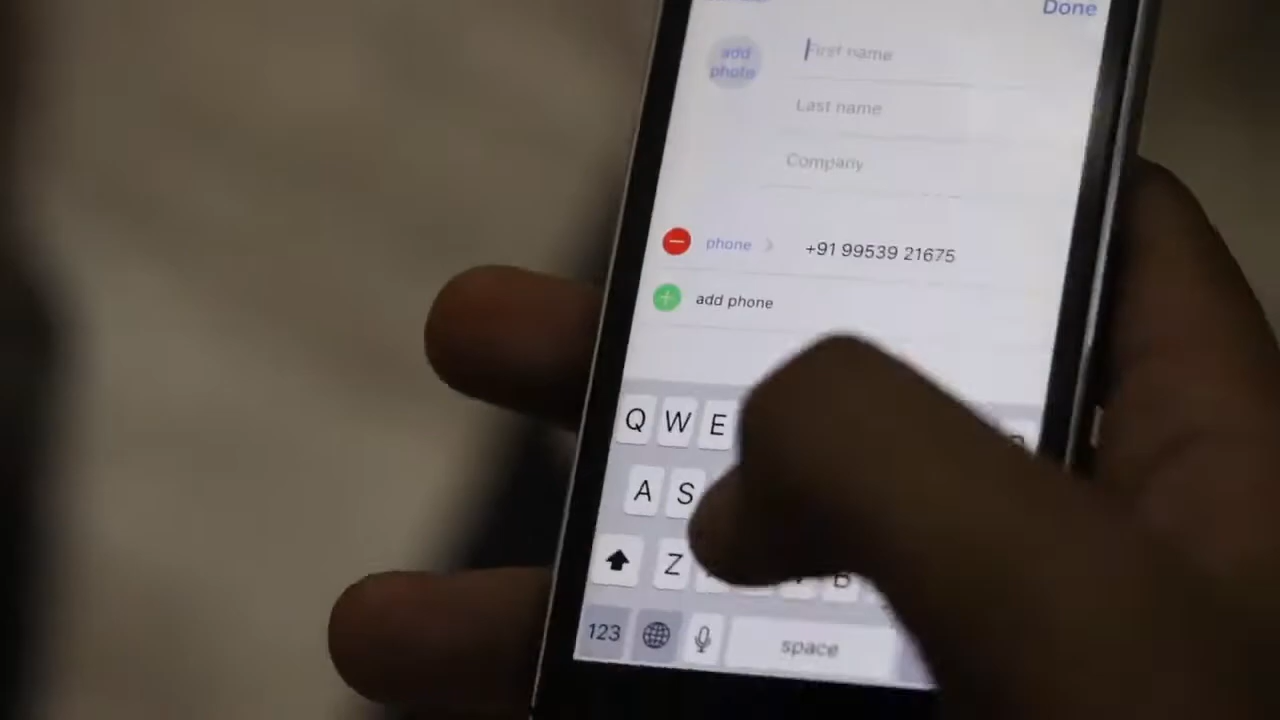 Done
add
photo
First name
Last name
Company
phone
+91 99539 21675
add phone
Q W E
A S
Z B
123 space